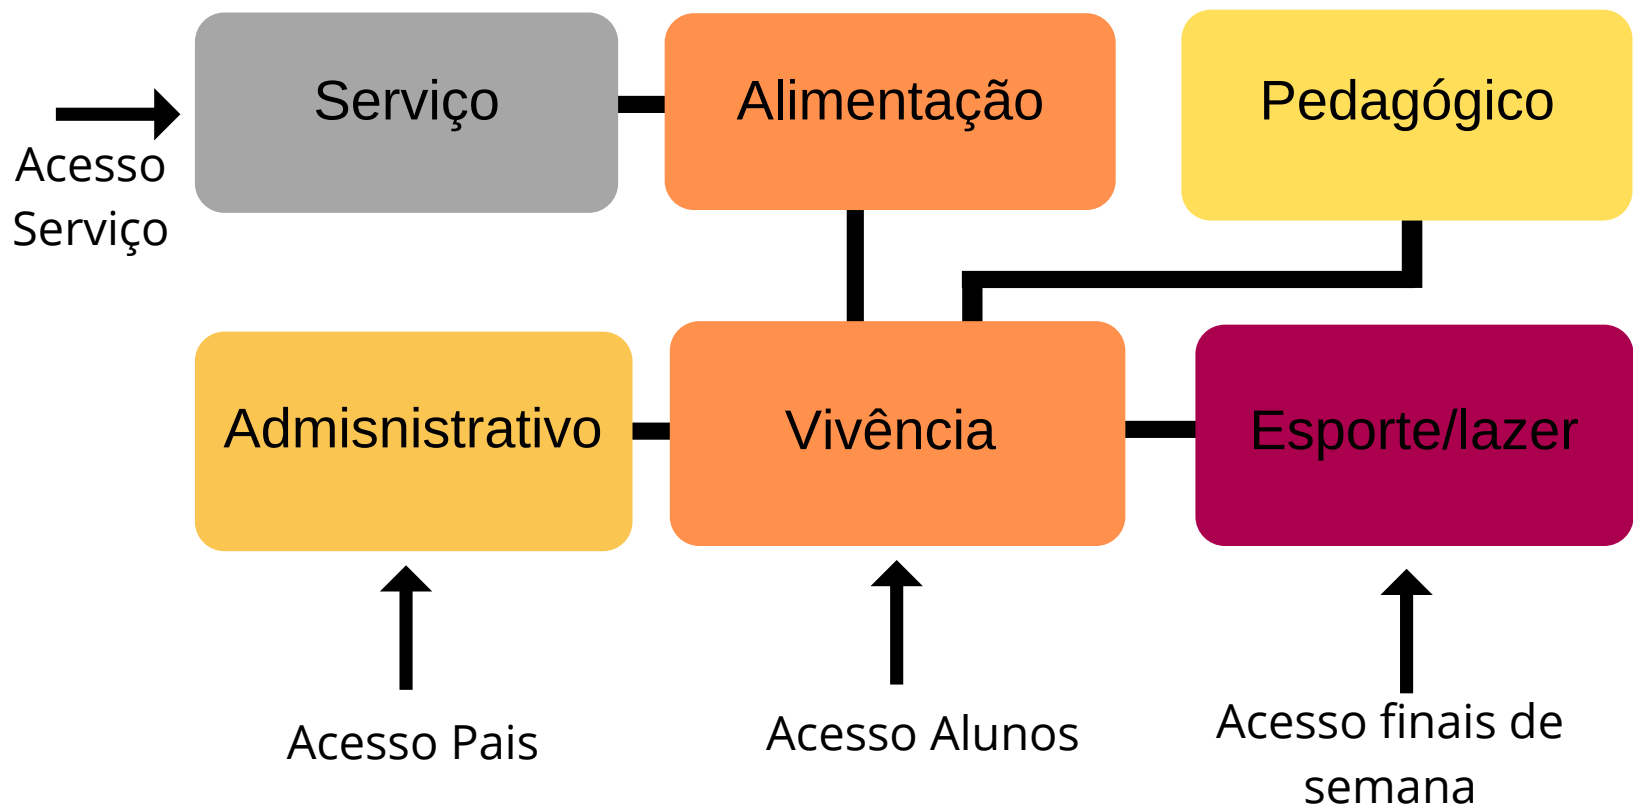 Serviço
Alimentação
Pedagógico
Acesso
Serviço
Admisnistrativo
Vivência
Esporte/lazer
Acesso Pais
Acesso Alunos
Acesso finais de
semana